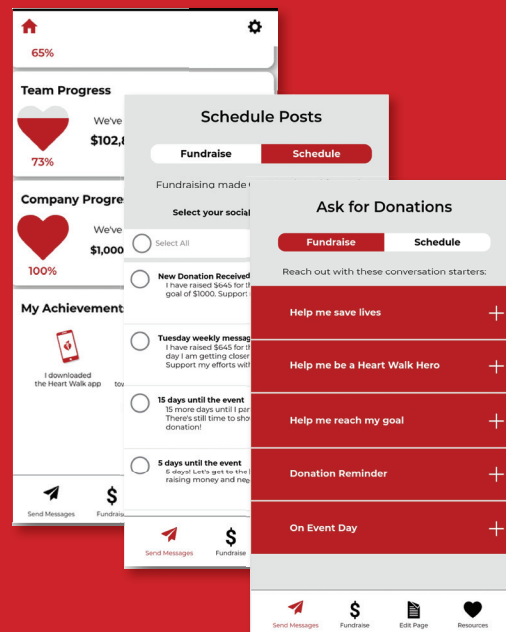 65%
Team Progress
We've
$102,8
73%
Company Progre
We've
$1,000
100%
My Achievement
I downloaded
the Heart Walk app
Send Messages
Schedule Posts
Fundraise
Schedule
Fundraising made
Select your social
Select All
New Donation Received
I have raised $645 for th
goal of $1000. Support
Tuesday weekly messag
I have raised $645 for th
day I am getting closer
Support my efforts wit
15 days until the event
15 more days until I par
There's still time to sho
donation!
5 days until the event
5 days! Let's get to the
raising money and ne
Send Messages
Fundraise
Ask for Donations
Fundraise
Schedule
Reach out with these conversation starters:
Help me save lives
Help me be a Heart Walk Hero
Help me reach my goal
Donation Reminder
On Event Day
Send Messages
Fundraise
Edit Page
Resources